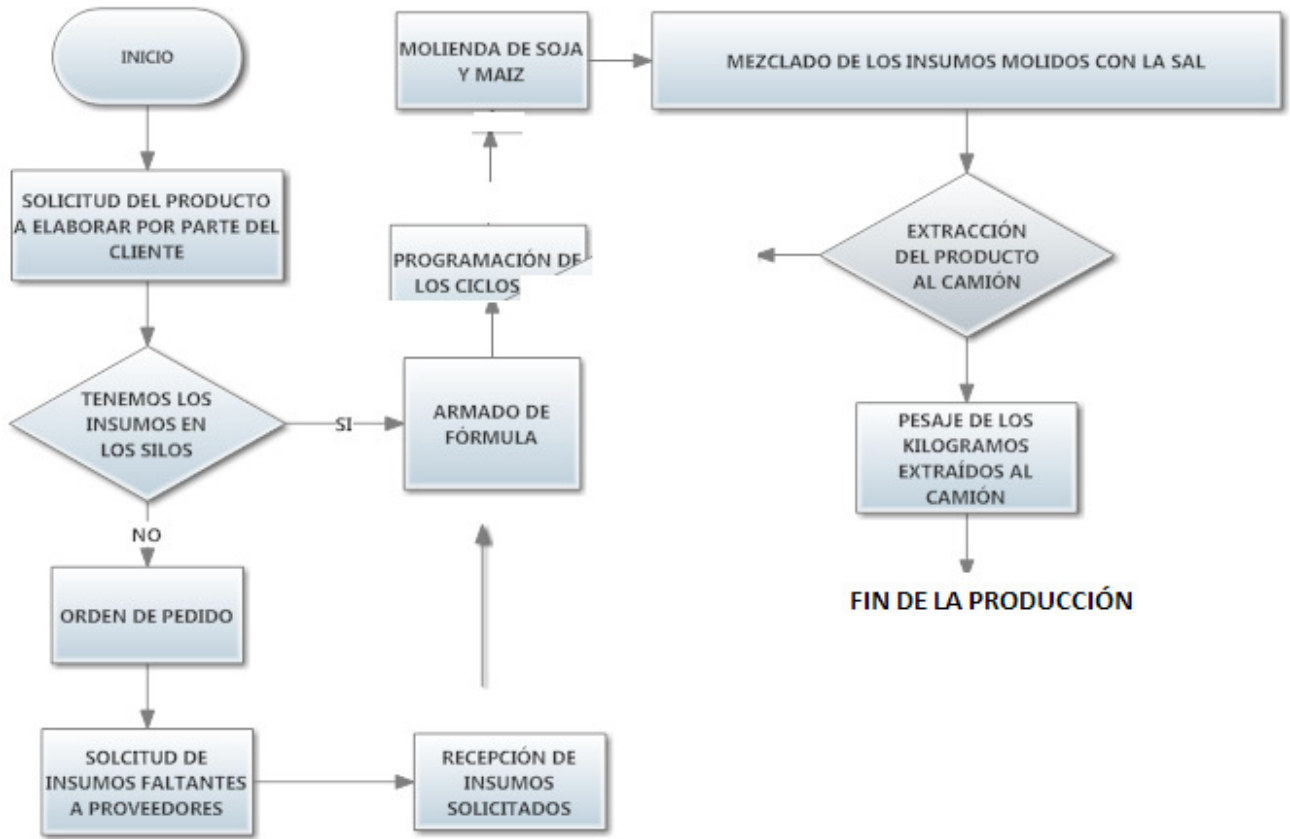 INICIO
SOLICITUD DEL PRODUCTO
A ELABORAR POR PARTE DEL
CLIENTE
TENEMOS LOS
INSUMOS EN
LOS SILOS
SI
NO
ORDEN DE PEDIDO
SOLCITUD DE
INSUMOS FALTANTES
A PROVEEDORES
RECEPCIÓN DE
INSUMOS
SOLICITADOS
ARMADO DE
FÓRMULA
PROGRAMACIÓN DE
LOS CICLOS
MOLIENDA DE SOJA
Y MAIZ
MEZCLADO DE LOS INSUMOS MOLIDOS CON LA SAL
EXTRACCIÓN
DEL PRODUCTO
AL CAMIÓN
PESAJE DE LOS
KILOGRAMOS
EXTRAÍDOS AL
CAMIÓN
FIN DE LA PRODUCCIÓN